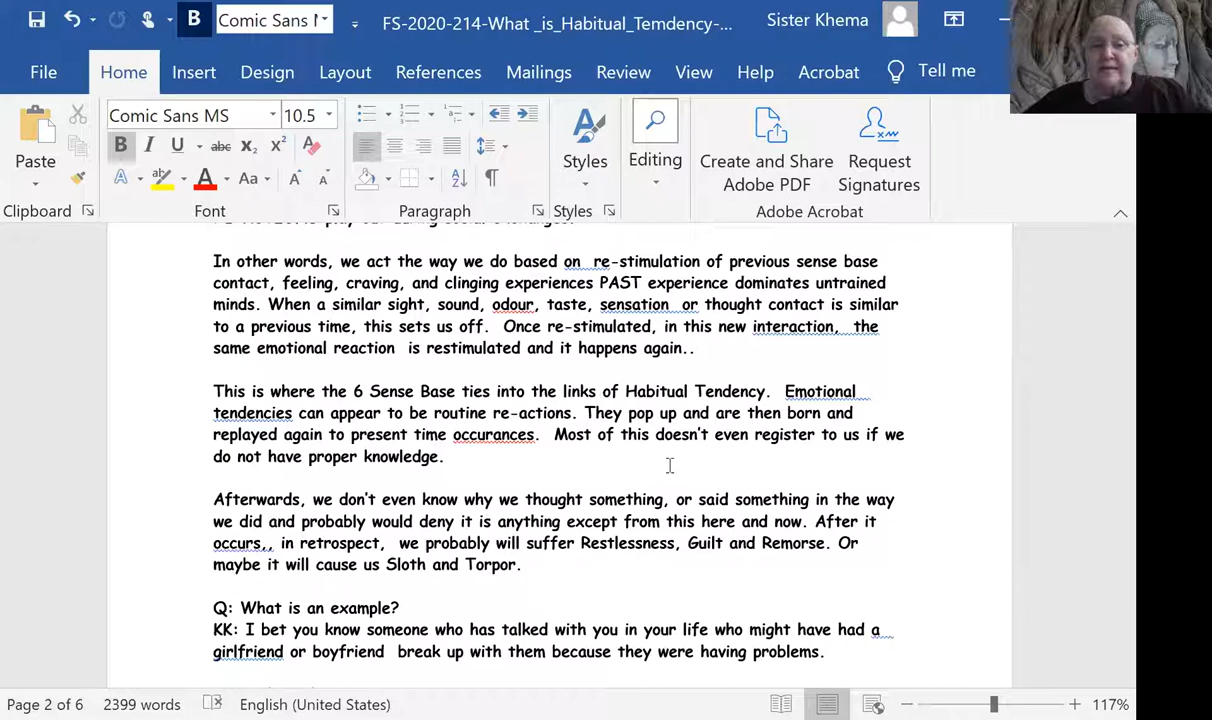 Comic Sans M
FS-2020-214-What _is_Habitual_Temdency-...
Sister Khema
File Home Insert Design Layout References Mailings Review View Help Acrobat Tell me
Comic Sans MS 10.5
Paste
Styles
Editing
Create and Share Adobe PDF
Request Signatures
Clipboard Font Paragraph Styles Adobe Acrobat
In other words, we act the way we do based on re-stimulation of previous sense base
contact, feeling, craving, and clinging experiences PAST experience dominates untrained
minds. When a similar sight, sound, odour, taste, sensation or thought contact is similar
to a previous time, this sets us off. Once re-stimulated, in this new interaction, the
same emotional reaction is restimulated and it happens again..
This is where the 6 Sense Base ties into the links of Habitual Tendency. Emotional
tendencies can appear to be routine re-actions. They pop up and are then born and
replayed again to present time occurances. Most of this doesn't even register to us if we
do not have proper knowledge.
Afterwards, we don't even know why we thought something, or said something in the way
we did and probably would deny it is anything except from this here and now. After it
occurs,, in retrospect, we probably will suffer Restlessness, Guilt and Remorse. Or
maybe it will cause us Sloth and Torpor.
Q: What is an example?
KK: I bet you know someone who has talked with you in your life who might have had a
girlfriend or boyfriend break up with them because they were having problems.
Page 2 of 6 2399 words English (United States) 117%